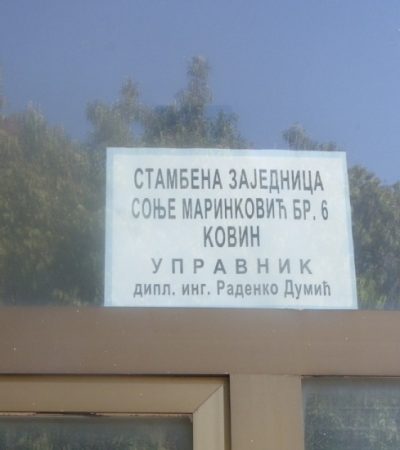 СТАМБЕНА ЗАЈЕДНИЦА
СОЊЕ МАРИНКОВИЋ БР. 6
КОВИН
УПРАВНИК
дипл. инг. Раденко Думић